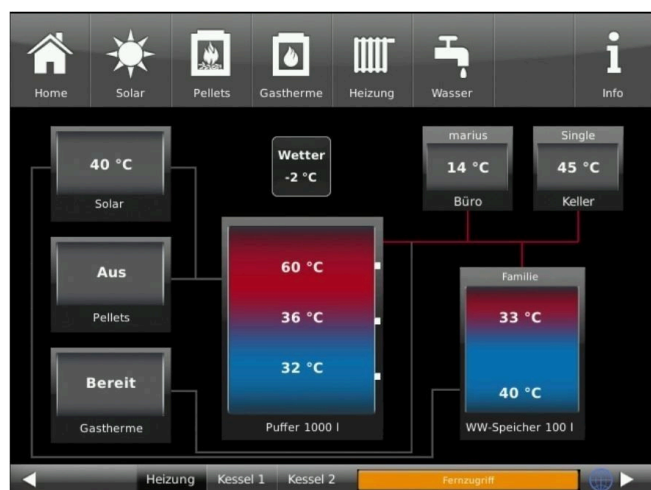 Home
Solar
Pellets
Gastherme
Heizung
Wasser
Info
40 °C
Solar
Wetter
-2 °C
marius
14 °C
Büro
Single
45 °C
Keller
Aus
Pellets
60 °C
36 °C
32 °C
Puffer 1000 l
Familie
33 °C
40 °C
WW-Speicher 100 l
Bereit
Gastherme
Heizung
Kessel 1
Kessel 2
Fernzugriff